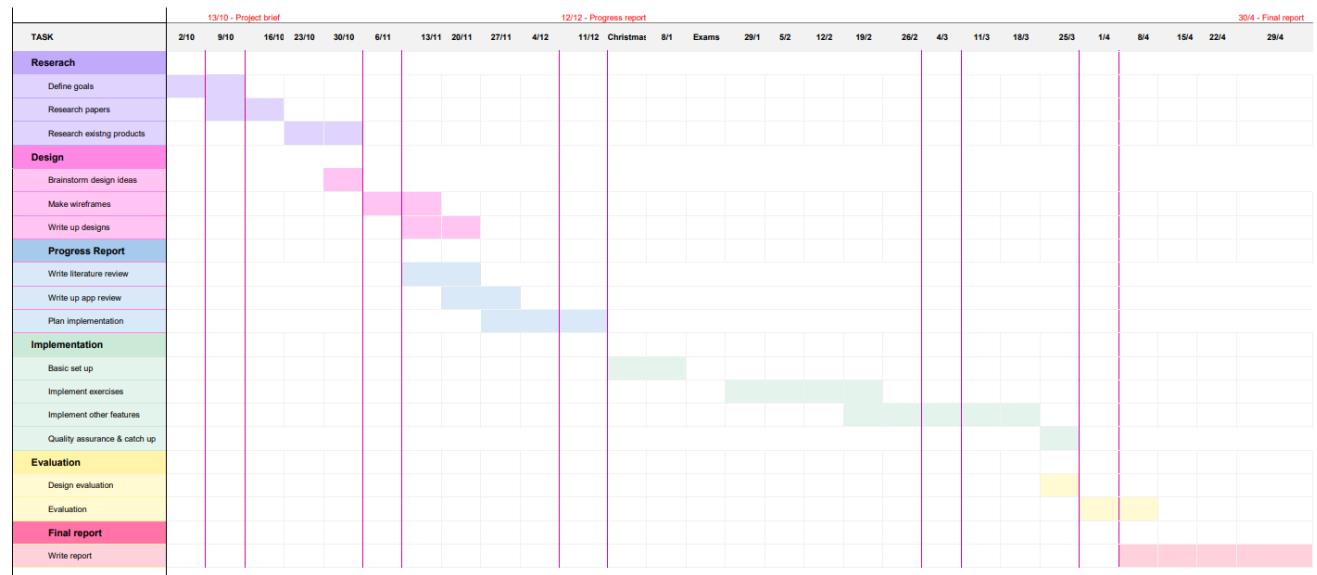 13/10 - Project brief 12/12 - Progress report 30/4 - Final report
TASK 2/10 9/10 16/10 23/10 30/10 6/11 13/11 20/11 27/11 4/12 11/12 Christmas 8/1 Exams 29/1 5/2 12/2 19/2 26/2 4/3 11/3 18/3 25/3 1/4 8/4 15/4 22/4 29/4
Reserach
Define goals
Research papers
Research existng products
Design
Brainstorm design ideas
Make wireframes
Write up designs
Progress Report
Write literature review
Write up app review
Plan implementation
Implementation
Basic set up
Implement exercises
Implement other features
Quality assurance & catch up
Evaluation
Design evaluation
Evaluation
Final report
Write report